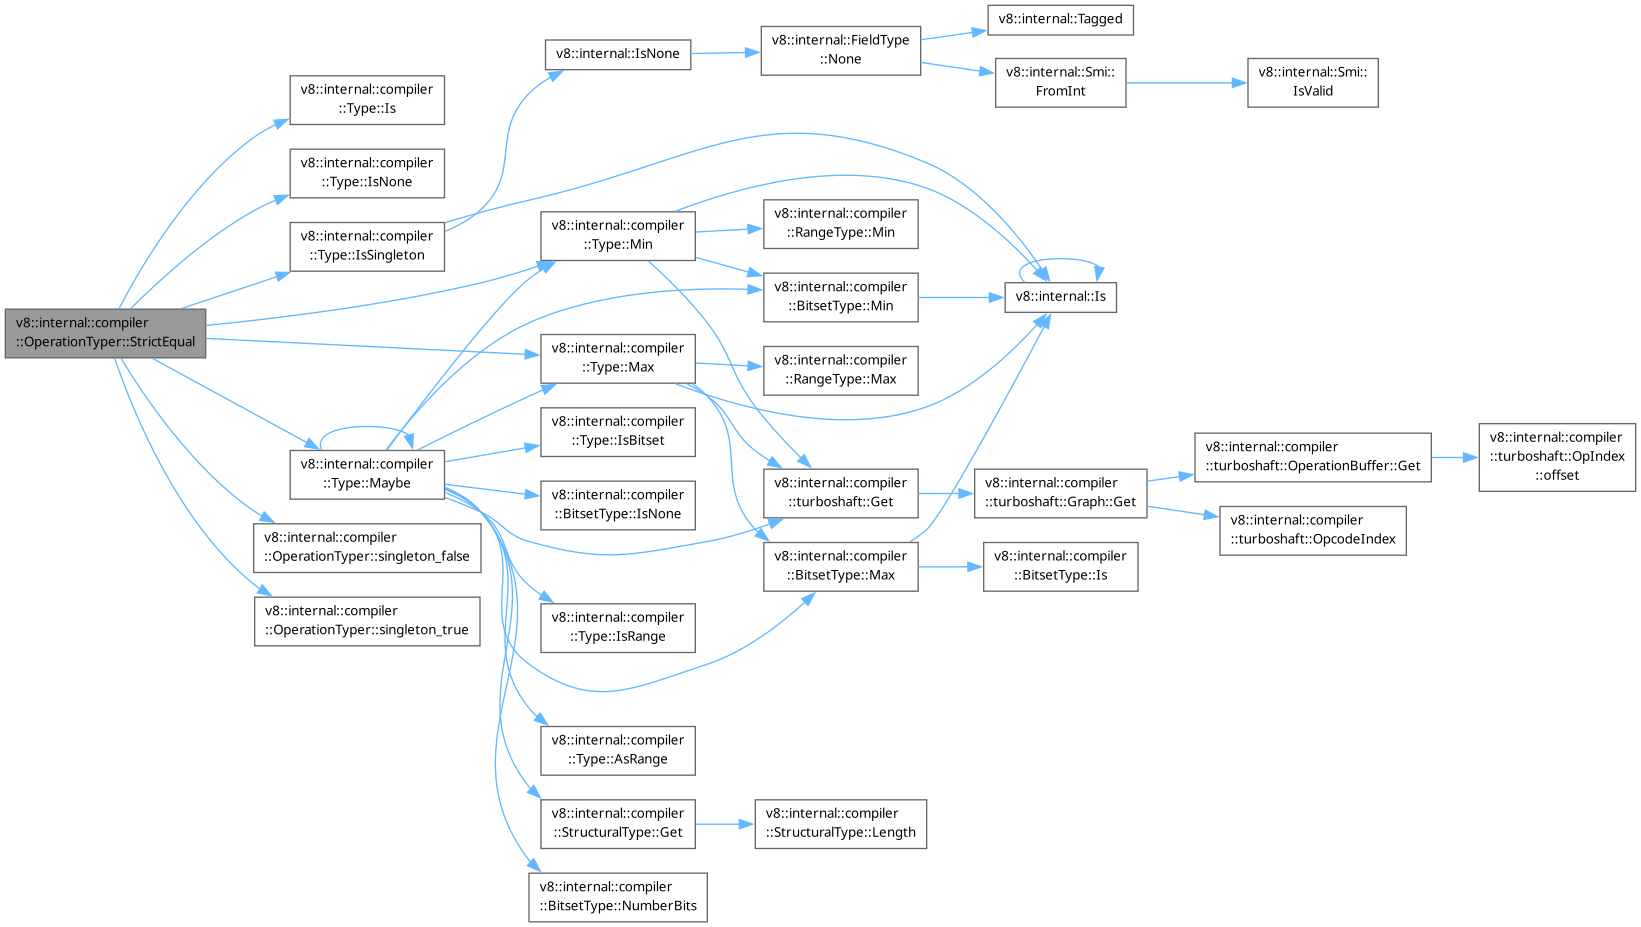 v8::internal::compiler
::OperationTyper::StrictEqual
v8::internal::compiler
::Type::Is
v8::internal::compiler
::Type::IsNone
v8::internal::compiler
::Type::IsSingleton
v8::internal::compiler
::Type::Maybe
v8::internal::compiler
::OperationTyper::singleton_false
v8::internal::compiler
::OperationTyper::singleton_true
v8::internal::IsNone
v8::internal::compiler
::Type::Min
v8::internal::compiler
::Type::Max
v8::internal::compiler
::Type::IsBitset
v8::internal::compiler
::BitsetType::IsNone
v8::internal::compiler
::Type::IsRange
v8::internal::compiler
::Type::AsRange
v8::internal::compiler
::StructuralType::Get
v8::internal::compiler
::BitsetType::NumberBits
v8::internal::FieldType
::None
v8::internal::compiler
::RangeType::Min
v8::internal::compiler
::BitsetType::Min
v8::internal::compiler
::RangeType::Max
v8::internal::compiler
::turboshaft::Get
v8::internal::compiler
::BitsetType::Max
v8::internal::compiler
::StructuralType::Length
v8::internal::Tagged
v8::internal::Smi::
FromInt
v8::internal::Is
v8::internal::compiler
::turboshaft::Graph::Get
v8::internal::compiler
::BitsetType::Is
v8::internal::Smi::
IsValid
v8::internal::compiler
::turboshaft::OperationBuffer::Get
v8::internal::compiler
::turboshaft::OpcodeIndex
v8::internal::compiler
::turboshaft::OpIndex
::offset